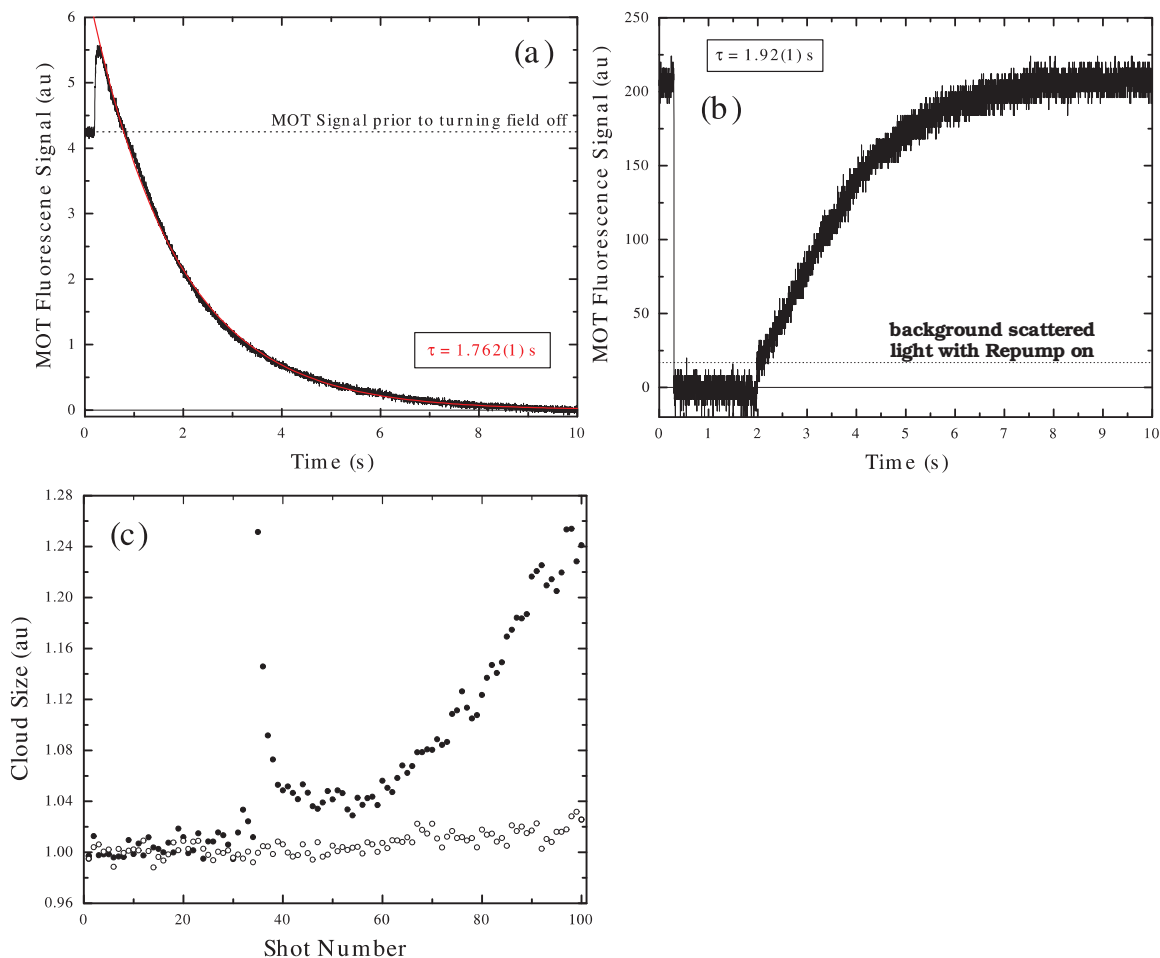 6
5
4
3
2
1
0
MOT Fluorescene Signal (au)
(a)
MOT Signal prior to turning field off
τ = 1.762(1) s
0 2 4 6 8 10
Time (s)
250
200
150
100
50
0
MOT Fluorescence Signal (au)
τ = 1.92(1) s
(b)
background scattered
light with Repump on
0 1 2 3 4 5 6 7 8 9 10
Time (s)
1.28
1.24
1.20
1.16
1.12
1.08
1.04
1.00
0.96
Cloud Size (au)
(c)
0 20 40 60 80 100
Shot Number